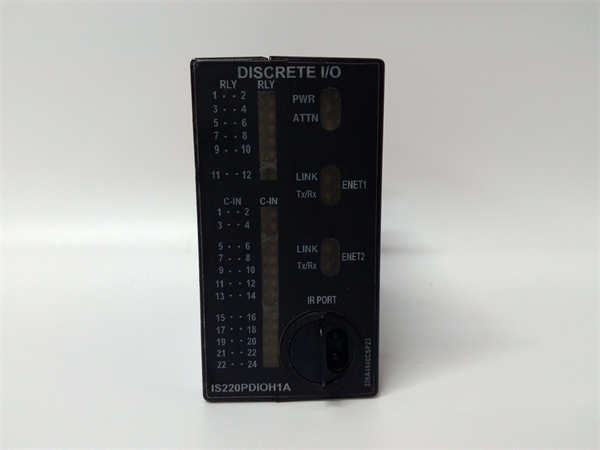 DISCRETE I/O
RLY RLY
1 · · 2
3 · · 4
5 · · 6
7 · · 8
9 · · 10
11 · · 12
PWR
ATTN
LINK
Tx/Rx
ENET1
C-IN C-IN
1 · · 2
3 · · 4
5 · · 6
7 · · 8
9 · · 10
11 · · 12
13 · · 14
15 · · 16
17 · · 18
19 · · 20
21 · · 22
22 · · 24
LINK
Tx/Rx
ENET2
IR PORT
IS220PDIOH1A